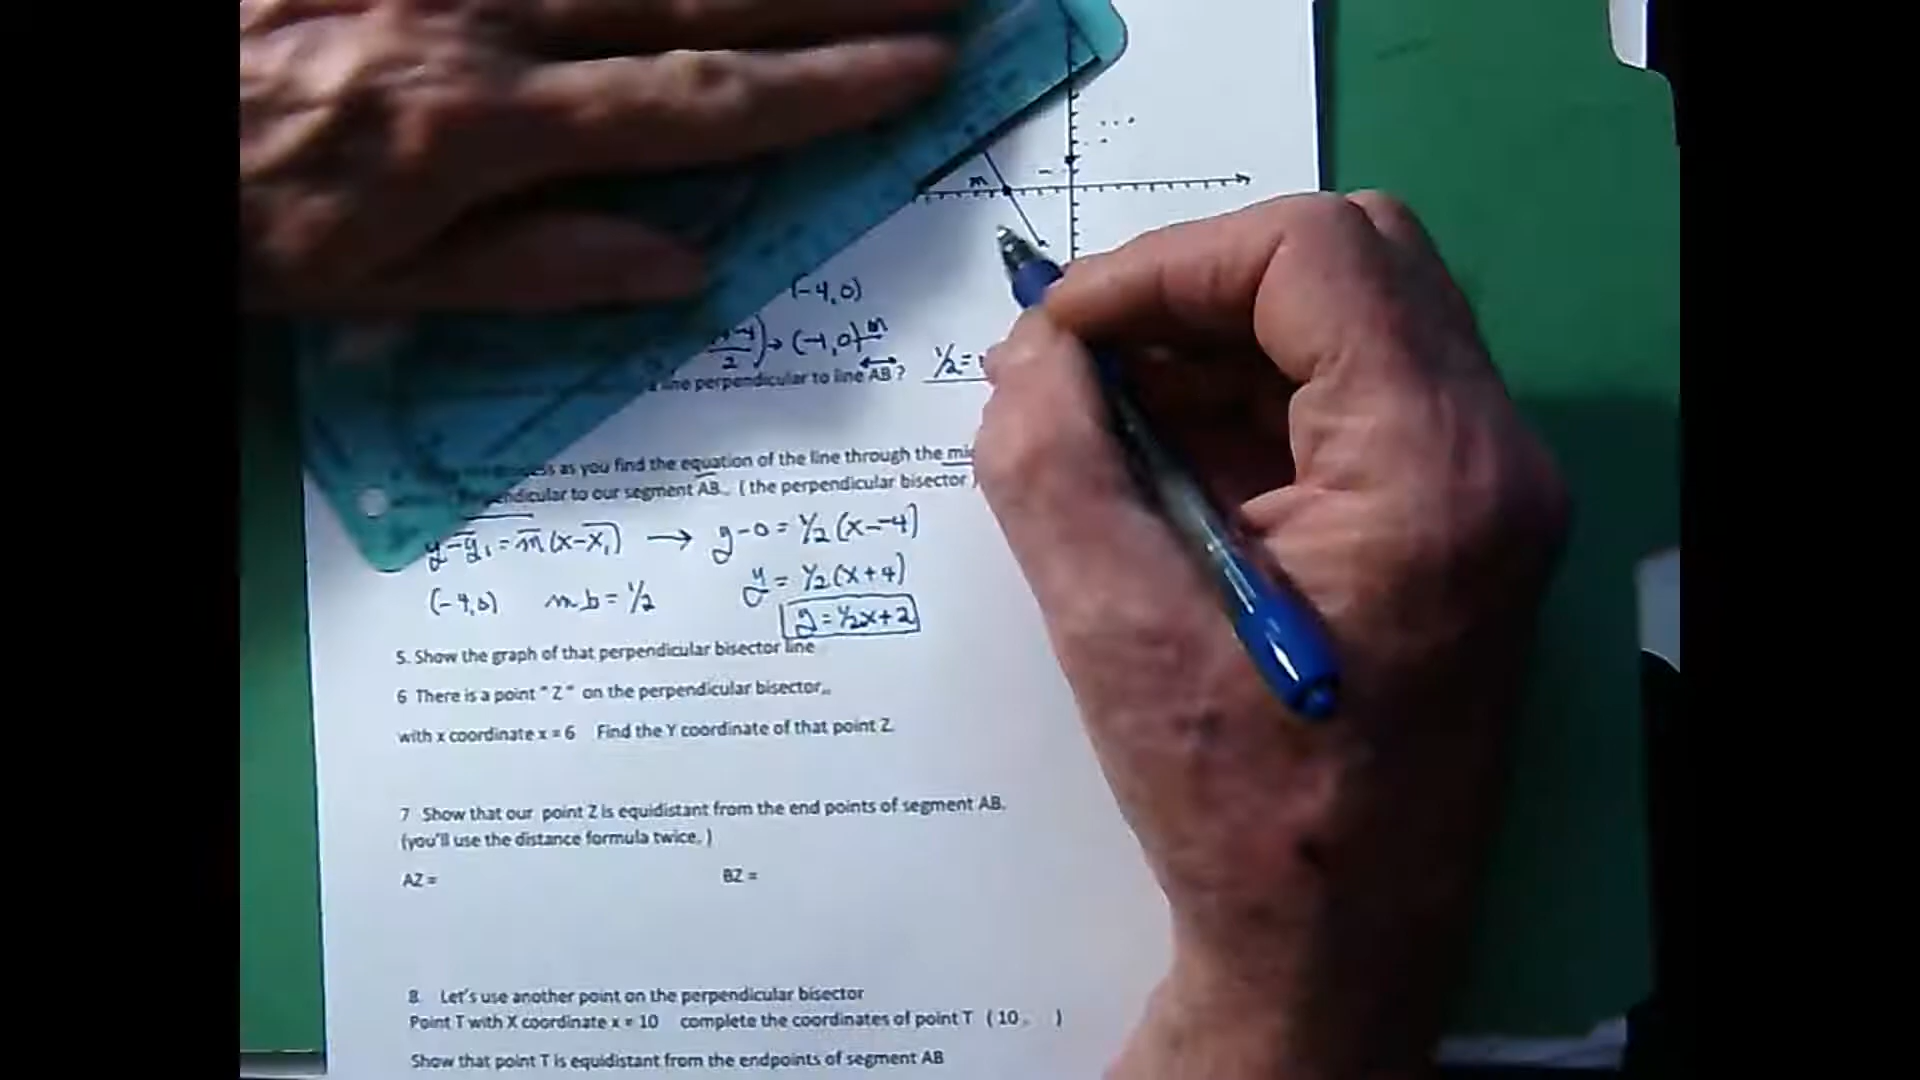 m
(-4,0)
2)→(-1,0) m
line perpendicular to line AB? ½=
as you find the equation of the line through the
to our segment AB.. ( the perpendicular bisector )
y-y₁=m(x-x₁) → y-0=½(x--4)
y=½(x+4)
(-4,0) m b=½
y=½x+2
5. Show the graph of that perpendicular bisector line
6 There is a point "Z" on the perpendicular bisector,,
with x coordinate x = 6 Find the Y coordinate of that point Z.
7 Show that our point Z is equidistant from the end points of segment AB.
(you'll use the distance formula twice. )
AZ = BZ =
8. Let's use another point on the perpendicular bisector
Point T with X coordinate x = 10 complete the coordinates of point T ( 10 , )
Show that point T is equidistant from the endpoints of segment AB